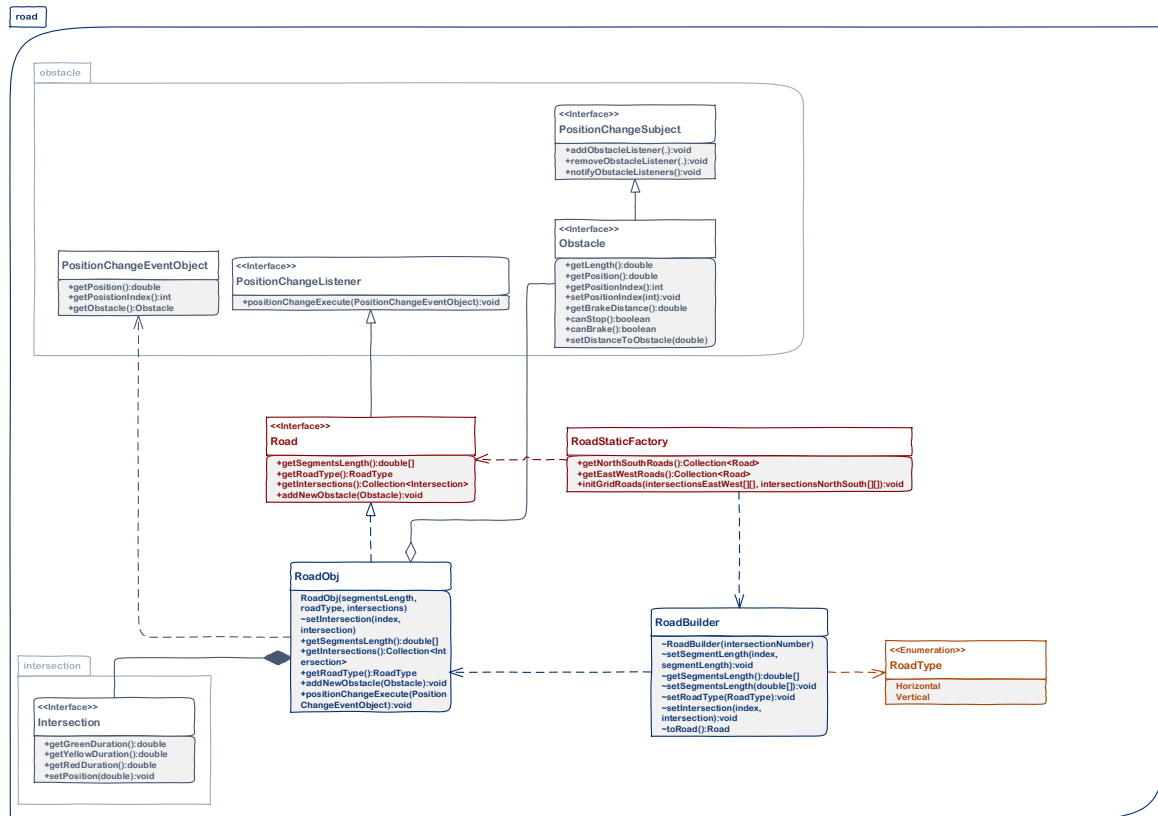 road
obstacle
<<Interface>>
PositionChangeSubject
+addObstacleListener(.):void
+removeObstacleListener(.):void
+notifyObstacleListeners():void
<<Interface>>
Obstacle
+getLength():double
+getPosition():double
+getPositionIndex():int
+setPositionIndex(int):void
+getBrakeDistance():double
+canStop():boolean
+canBrake():boolean
+setDistanceToObstacle(double)
PositionChangeEventObject
+getPosition():double
+getPosistionIndex():int
+getObstacle():Obstacle
<<Interface>>
PositionChangeListener
+positionChangeExecute(PositionChangeEventObject):void
<<Interface>>
Road
+getSegmentsLength():double[]
+getRoadType():RoadType
+getIntersections():Collection<Intersection>
+addNewObstacle(Obstacle):void
RoadStaticFactory
+getNorthSouthRoads():Collection<Road>
+getEastWestRoads():Collection<Road>
+initGridRoads(intersectionsEastWest[][], intersectionsNorthSouth[][]):void
RoadObj
RoadObj(segmentsLength,
roadType, intersections)
~setIntersection(index,
intersection)
+getSegmentsLength():double[]
+getIntersections():Collection<Int
ersection>
+getRoadType():RoadType
+addNewObstacle(Obstacle):void
+positionChangeExecute(Position
ChangeEventObject):void
RoadBuilder
~RoadBuilder(intersectionNumber)
~setSegmentLength(index,
segmentLength):void
~getSegmentsLength():double[]
~setSegmentsLength(double[]):void
~setRoadType(RoadType):void
~setIntersection(index,
intersection):void
~toRoad():Road
<<Enumeration>>
RoadType
Horizontal
Vertical
intersection
<<Interface>>
Intersection
+getGreenDuration():double
+getYellowDuration():double
+getRedDuration():double
+setPosition(double):void